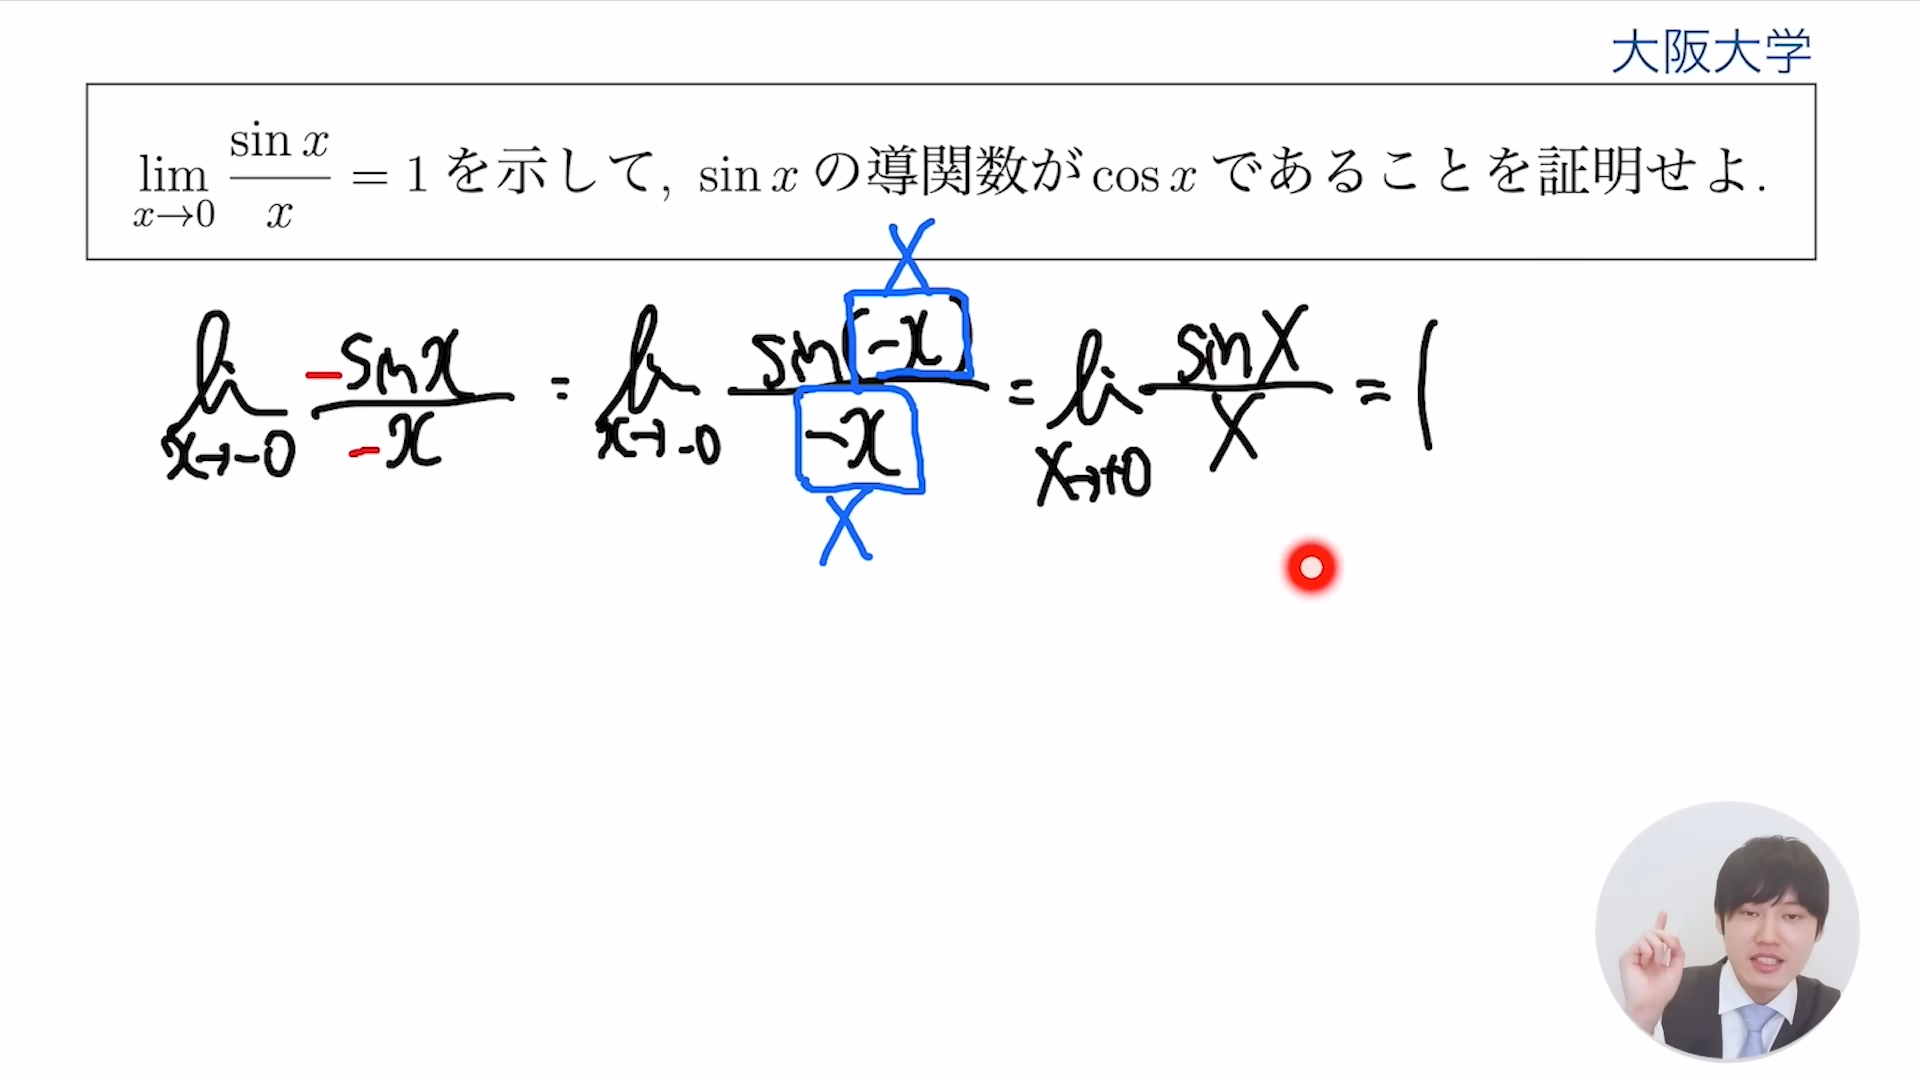 大阪大学
lim_{x→0} sin x / x = 1 を示して, sin x の導関数が cos x であることを証明せよ.
X
lim_{x→-0} -sin x / -x = lim_{x→-0} sin(-x) / -x = lim_{X→+0} sin X / X = 1
X